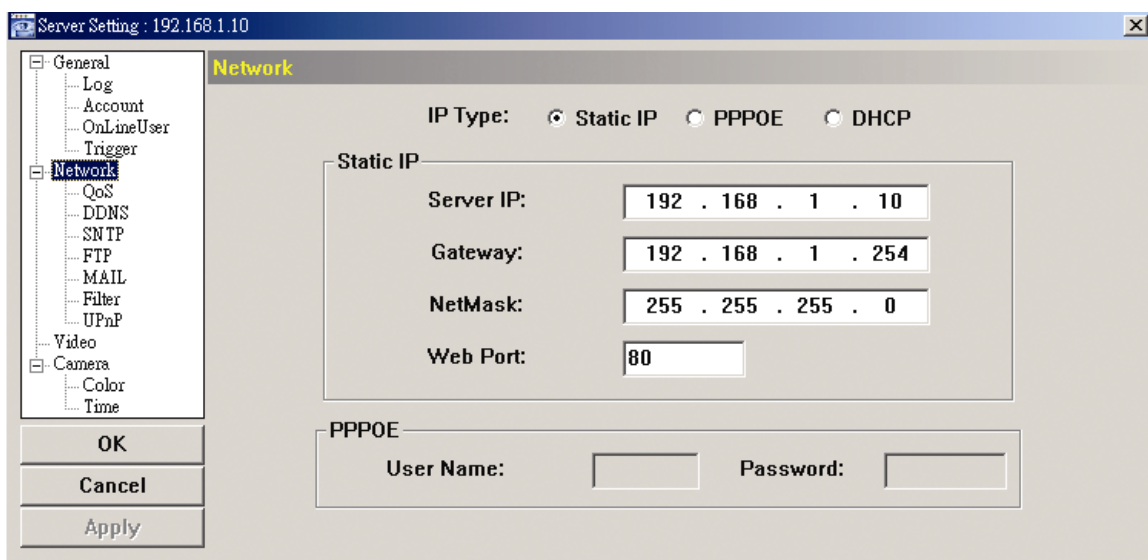 Server Setting : 192.168.1.10
General
Log
Account
OnLineUser
Trigger
Network
QoS
DDNS
SNTP
FTP
MAIL
Filter
UPnP
Video
Camera
Color
Time
OK
Cancel
Apply
Network
IP Type: Static IP PPPOE DHCP
Static IP
Server IP: 192 . 168 . 1 . 10
Gateway: 192 . 168 . 1 . 254
NetMask: 255 . 255 . 255 . 0
Web Port: 80
PPPOE
User Name: Password: